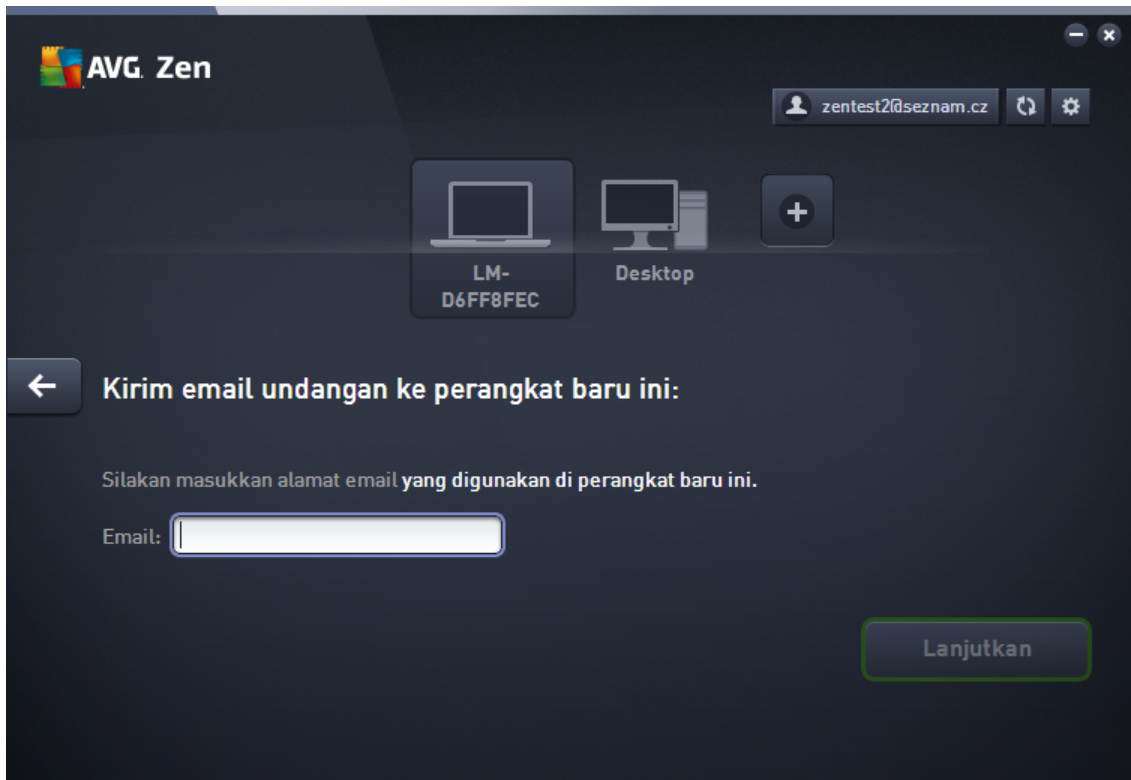 AVG. Zen
zentest2@seznam.cz
LM-
D6FF8FEC
Desktop
Kirim email undangan ke perangkat baru ini:
Silakan masukkan alamat email yang digunakan di perangkat baru ini.
Email:
Lanjutkan